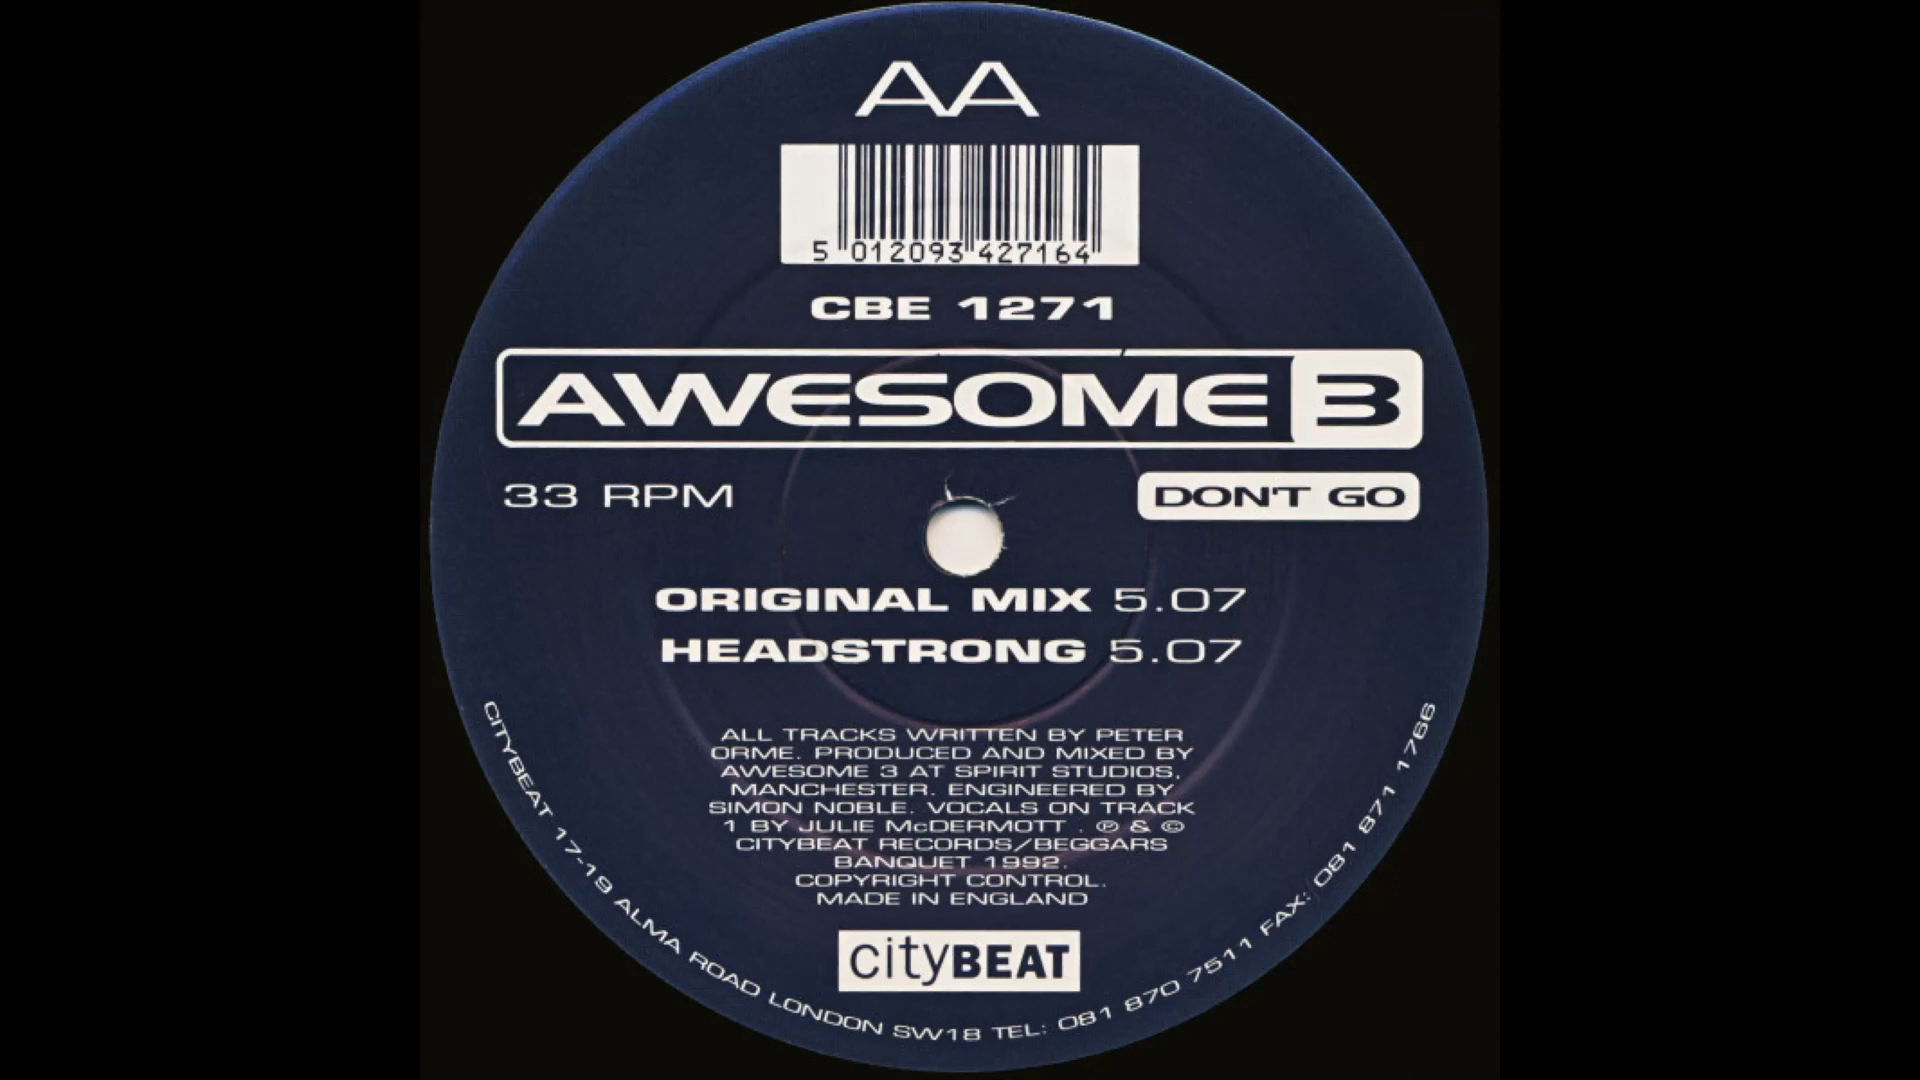 AA
5 012093 427164
CBE 1271
AWESOME 3
33 RPM
DON'T GO
ORIGINAL MIX 5.07
HEADSTRONG 5.07
ALL TRACKS WRITTEN BY PETER
ORME. PRODUCED AND MIXED BY
AWESOME 3 AT SPIRIT STUDIOS,
MANCHESTER. ENGINEERED BY
SIMON NOBLE. VOCALS ON TRACK
1 BY JULIE McDERMOTT . ℗ & ©
CITYBEAT RECORDS/BEGGARS
BANQUET 1992.
COPYRIGHT CONTROL.
MADE IN ENGLAND
cityBEAT
CITYBEAT 17-19 ALMA ROAD LONDON SW18 TEL: 081 870 7511 FAX: 081 871 1766